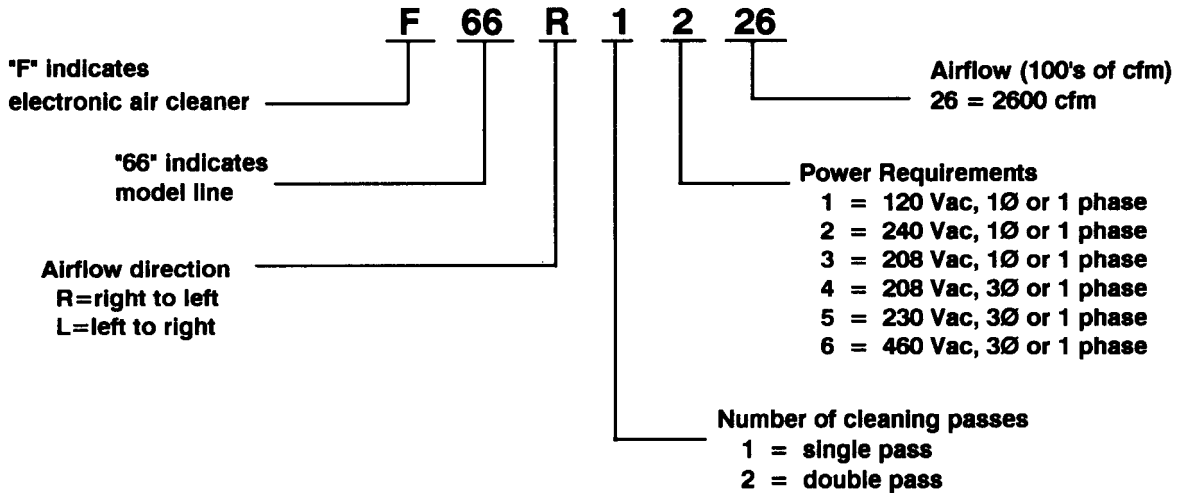 F 66 R 1 2 26
"F" indicates
electronic air cleaner
"66" indicates
model line
Airflow direction
R=right to left
L=left to right
Airflow (100's of cfm)
26 = 2600 cfm
Power Requirements
1 = 120 Vac, 1Ø or 1 phase
2 = 240 Vac, 1Ø or 1 phase
3 = 208 Vac, 1Ø or 1 phase
4 = 208 Vac, 3Ø or 1 phase
5 = 230 Vac, 3Ø or 1 phase
6 = 460 Vac, 3Ø or 1 phase
Number of cleaning passes
1 = single pass
2 = double pass